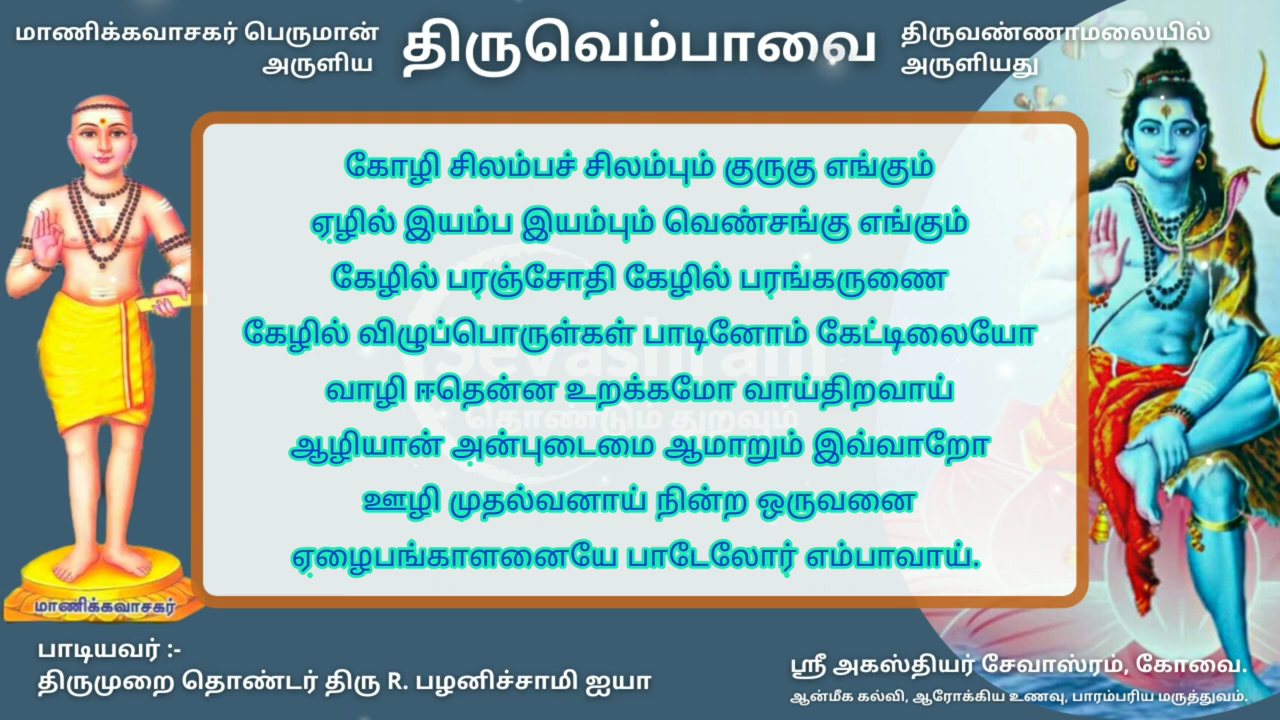 மாணிக்கவாசகர் பெருமான்
அருளிய
திருவெம்பாவை
திருவண்ணாமலையில்
அருளியது
கோழி சிலம்பச் சிலம்பும் குருகு எங்கும்
ஏழில் இயம்ப இயம்பும் வெண்சங்கு எங்கும்
கேழில் பரஞ்சோதி கேழில் பரங்கருணை
கேழில் விழுப்பொருள்கள் பாடினோம் கேட்டிலையோ
வாழி ஈதென்ன உறக்கமோ வாய்திறவாய்
ஆழியான் அன்புடைமை ஆமாறும் இவ்வாறோ
ஊழி முதல்வனாய் நின்ற ஒருவனை
ஏழைபங்காளனையே பாடேலோர் எம்பாவாய்.
Sevashram
தொண்டும் துறவும்
மாணிக்கவாசகர்
பாடியவர் :-
திருமுறை தொண்டர் திரு R. பழனிச்சாமி ஐயா
ஸ்ரீ அகஸ்தியர் சேவாஸ்ரம், கோவை.
ஆன்மீக கல்வி, ஆரோக்கிய உணவு, பாரம்பரிய மருத்துவம்.